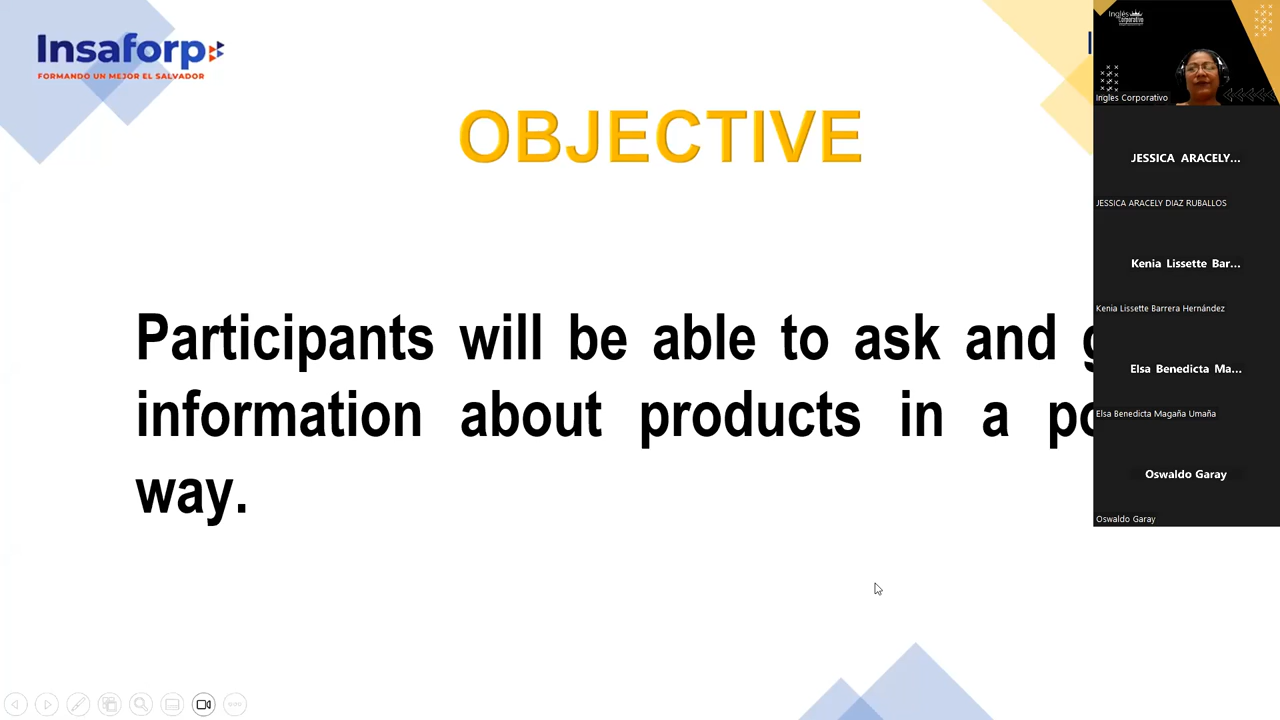 Insaforp
FORMANDO UN MEJOR EL SALVADOR
OBJECTIVE
Participants will be able to ask and
information about products in a
way.
Inglés
Corporativo
Ingles Corporativo
JESSICA ARACELY...
JESSICA ARACELY DIAZ RUBALLOS
Kenia Lissette Bar...
Kenia Lissette Barrera Hernández
Elsa Benedicta Ma...
Elsa Benedicta Magaña Umaña
Oswaldo Garay
Oswaldo Garay